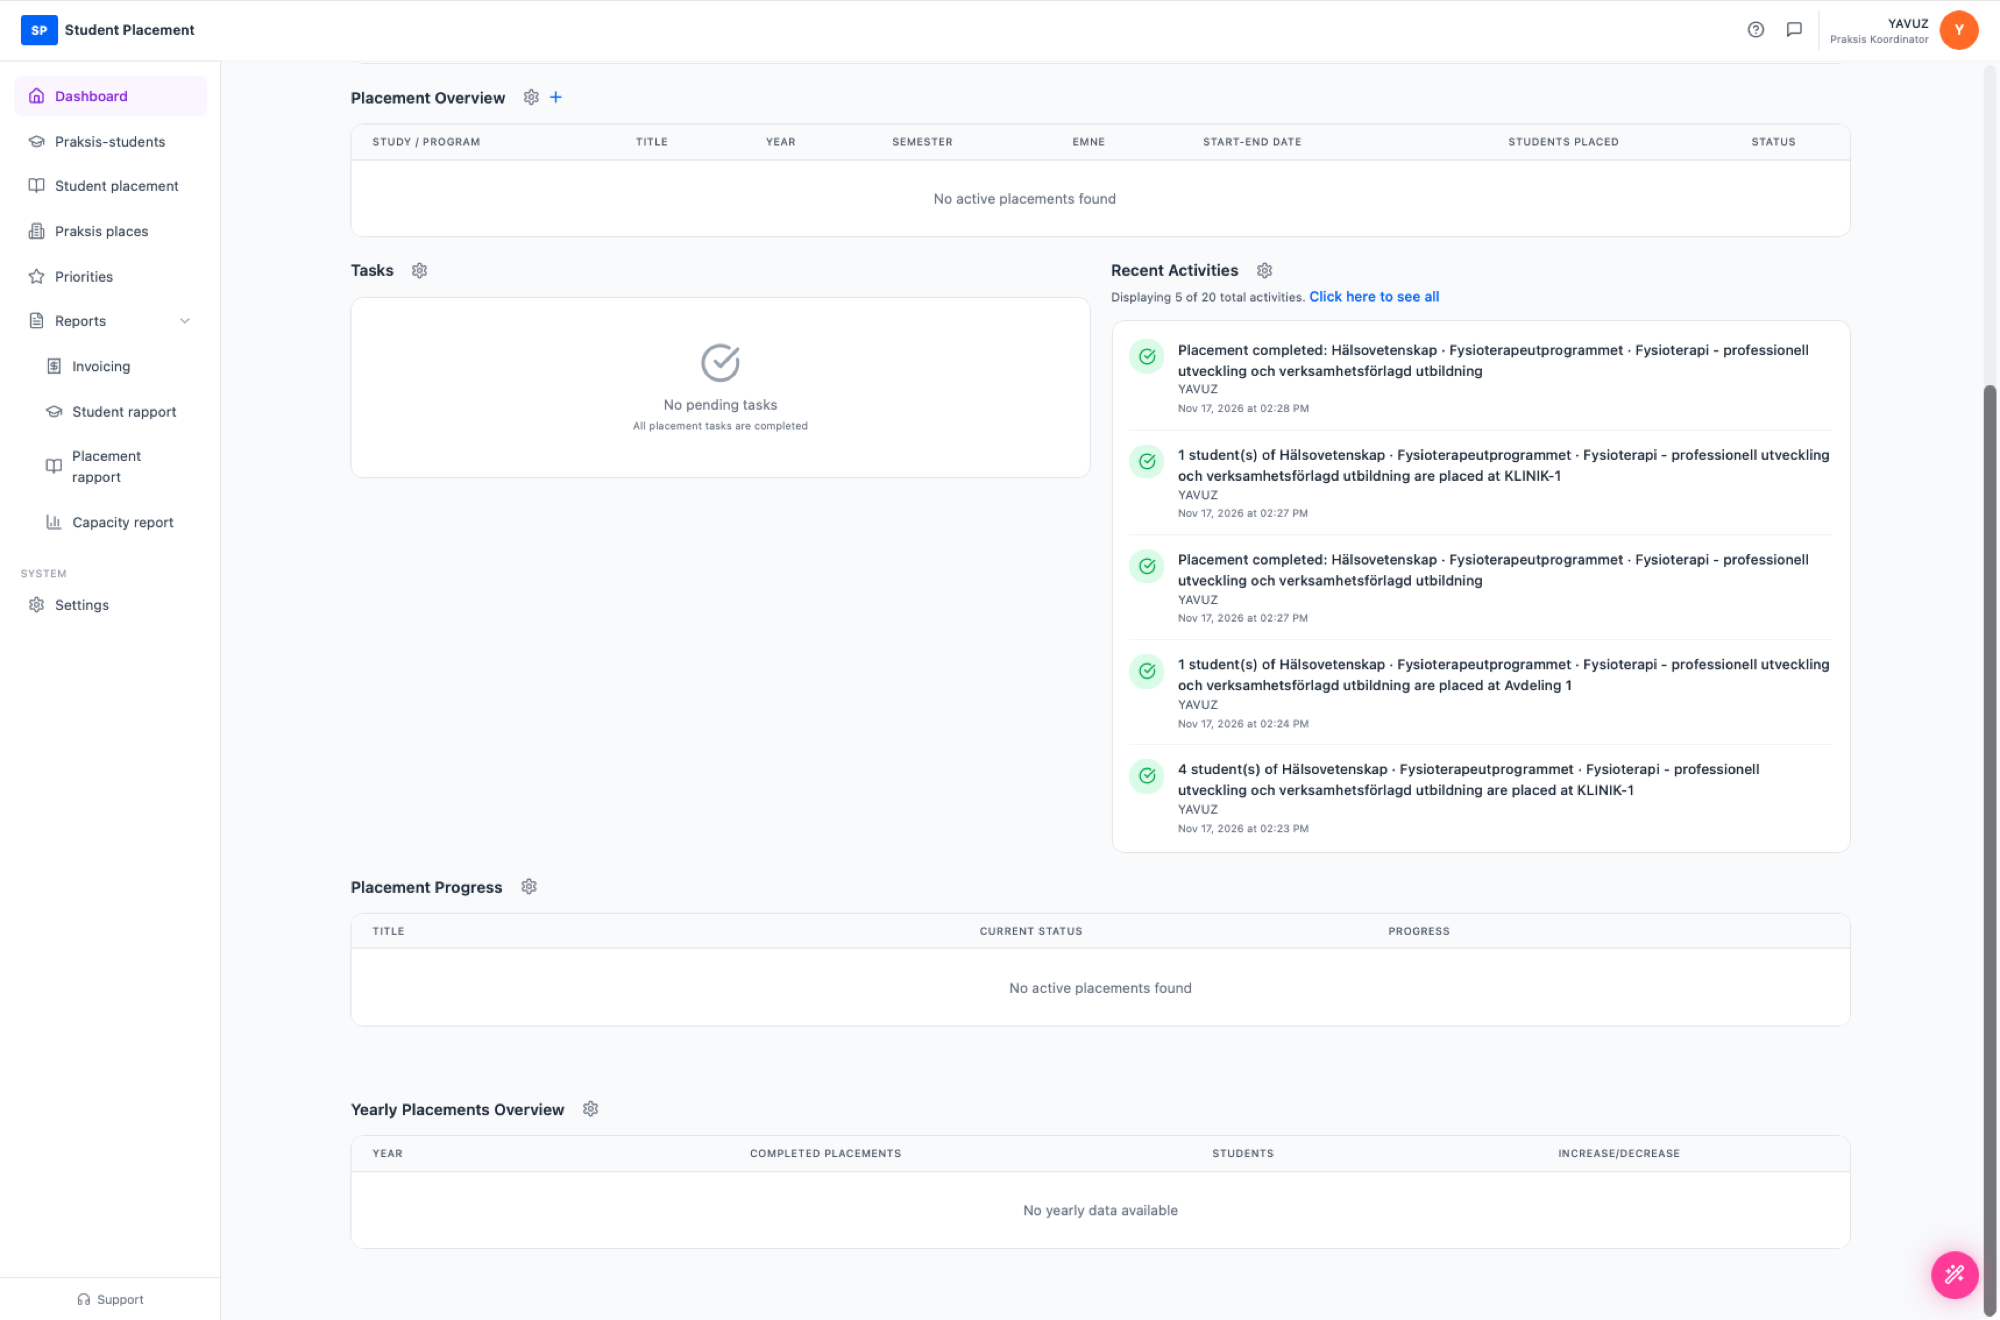 SP Student Placement
YAVUZ
Praksis Koordinator
Y
Dashboard
Praksis-students
Student placement
Praksis places
Priorities
Reports
Invoicing
Student rapport
Placement
rapport
Capacity report
SYSTEM
Settings
Support
Placement Overview
STUDY / PROGRAM TITLE YEAR SEMESTER EMNE START-END DATE STUDENTS PLACED STATUS
No active placements found
Tasks
No pending tasks
All placement tasks are completed
Recent Activities
Displaying 5 of 20 total activities. Click here to see all
Placement completed: Hälsovetenskap · Fysioterapeutprogrammet · Fysioterapi - professionell
utveckling och verksamhetsförlagd utbildning
YAVUZ
Nov 17, 2026 at 02:28 PM
1 student(s) of Hälsovetenskap · Fysioterapeutprogrammet · Fysioterapi - professionell utveckling
och verksamhetsförlagd utbildning are placed at KLINIK-1
YAVUZ
Nov 17, 2026 at 02:27 PM
Placement completed: Hälsovetenskap · Fysioterapeutprogrammet · Fysioterapi - professionell
utveckling och verksamhetsförlagd utbildning
YAVUZ
Nov 17, 2026 at 02:27 PM
1 student(s) of Hälsovetenskap · Fysioterapeutprogrammet · Fysioterapi - professionell utveckling
och verksamhetsförlagd utbildning are placed at Avdeling 1
YAVUZ
Nov 17, 2026 at 02:24 PM
4 student(s) of Hälsovetenskap · Fysioterapeutprogrammet · Fysioterapi - professionell
utveckling och verksamhetsförlagd utbildning are placed at KLINIK-1
YAVUZ
Nov 17, 2026 at 02:23 PM
Placement Progress
TITLE CURRENT STATUS PROGRESS
No active placements found
Yearly Placements Overview
YEAR COMPLETED PLACEMENTS STUDENTS INCREASE/DECREASE
No yearly data available